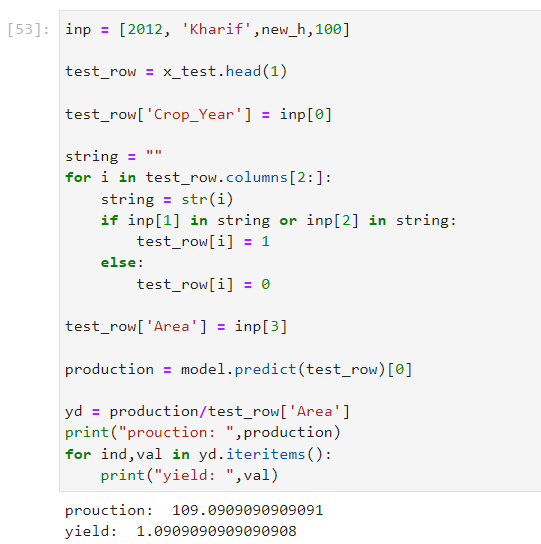 [53]: inp = [2012, 'Kharif',new_h,100]
test_row = x_test.head(1)
test_row['Crop_Year'] = inp[0]
string = ""
for i in test_row.columns[2:]:
    string = str(i)
    if inp[1] in string or inp[2] in string:
        test_row[i] = 1
    else:
        test_row[i] = 0
test_row['Area'] = inp[3]
production = model.predict(test_row)[0]
yd = production/test_row['Area']
print("prouction: ",production)
for ind,val in yd.iteritems():
    print("yield: ",val)
prouction:  109.0909090909091
yield:  1.0909090909090908